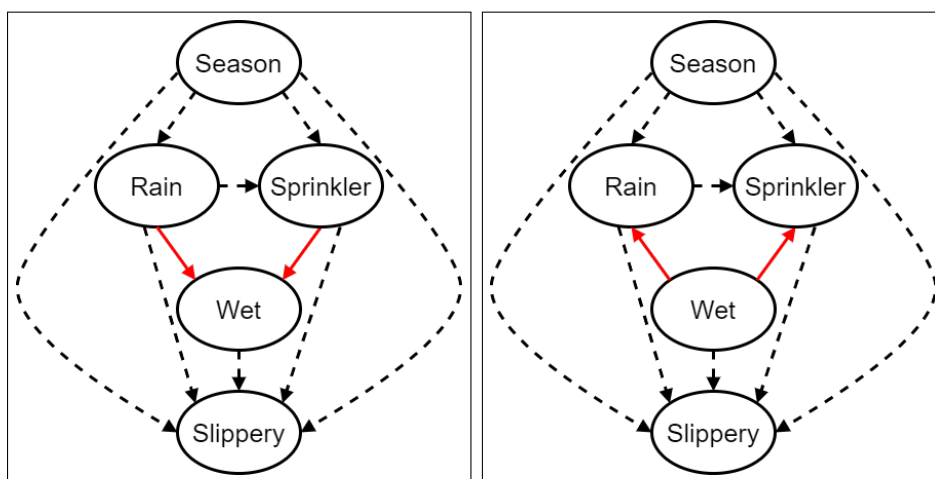 Season
Rain
Sprinkler
Wet
Slippery
Season
Rain
Sprinkler
Wet
Slippery